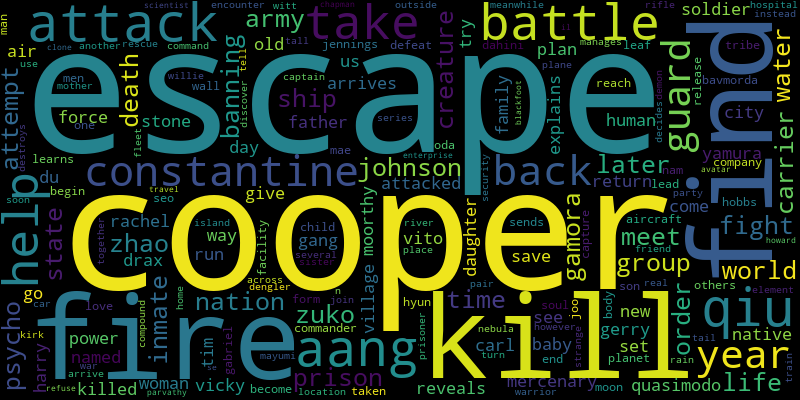 man scientist encounter witt tall chapman outside rifle hospital
meanwhile instead
attack army take battle soldier
air clone another rescue command old jennings defeat try plan leaf tribe
use men tell us dahini
mother willie wall creature
escape find
death banning captain series blackfoot family reach explains human demon decides guard release bavmorda water
help attempt destroys force stone discover ship arrives father day mae oda enterprise city carrier
one fleet
learns constantine johnson back later yamura company
du attacked return nam lead avatar party
begin soon travel seo give security aircraft come hobbs
cooper
state rachel island child river sends daughter gamora meet fight howard
together zhao way gang vito save capture friend group world
drax run facility several sister place moorthy
go car home across n hyun pair soul son real others element
fire kill
psycho love inmate nation form join village time see joe body order qiu year
kirk power compound zuko commander prisoner nebula however strange new tail native
harry named war tim gabriel dengler aang turn carl baby gerry set planet rain train
killed arrive woman vicky mayumi prison end moon life
refuse parvathy se become location taken reveals warrior mercenary quasimodo
manages plane